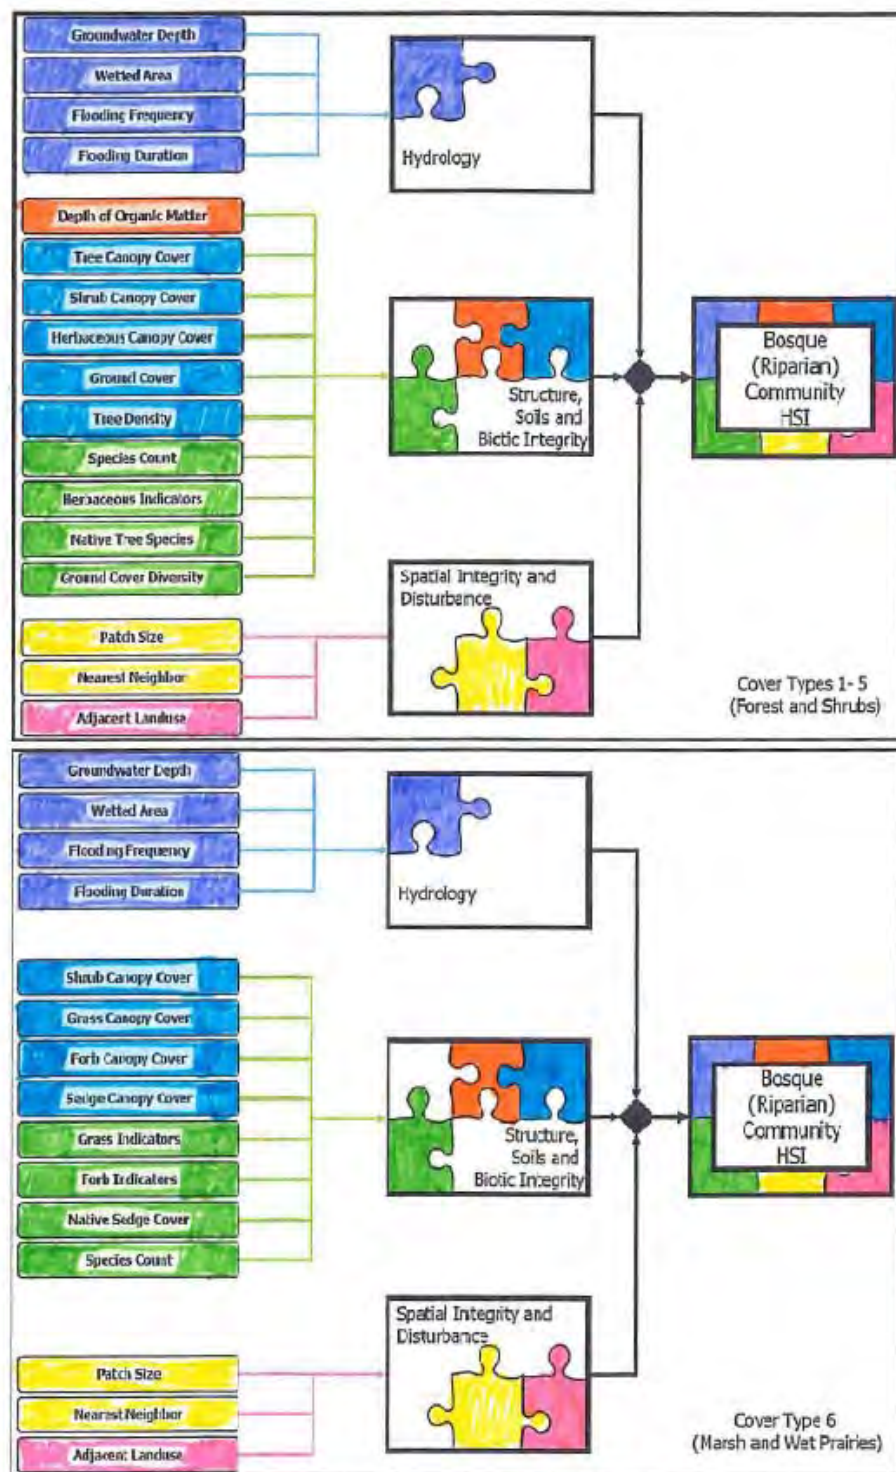 Groundwater Depth
Wetted Area
Flooding Frequency
Flooding Duration
Hydrology
Depth of Organic Matter
Tree Canopy Cover
Shrub Canopy Cover
Herbaceous Canopy Cover
Ground Cover
Tree Density
Species Count
Herbaceous Indicators
Native Tree Species
Ground Cover Diversity
Structure,
Soils and
Biotic Integrity
Bosque
(Riparian)
Community
HSI
Patch Size
Nearest Neighbor
Adjacent Landuse
Spatial Integrity and
Disturbance
Cover Types 1- 5
(Forest and Shrubs)
Groundwater Depth
Wetted Area
Flooding Frequency
Flooding Duration
Hydrology
Shrub Canopy Cover
Grass Canopy Cover
Forb Canopy Cover
Sedge Canopy Cover
Grass Indicators
Forb Indicators
Native Sedge Cover
Species Count
Structure,
Soils and
Biotic Integrity
Bosque
(Riparian)
Community
HSI
Patch Size
Nearest Neighbor
Adjacent Landuse
Spatial Integrity and
Disturbance
Cover Type 6
(Marsh and Wet Prairies)